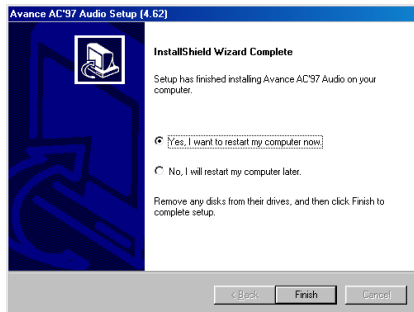 Avance AC'97 Audio Setup (4.62)
InstallShield Wizard Complete
Setup has finished installing Avance AC'97 Audio on your
computer.
Yes, I want to restart my computer now.
No, I will restart my computer later.
Remove any disks from their drives, and then click Finish to
complete setup.
< Back Finish Cancel